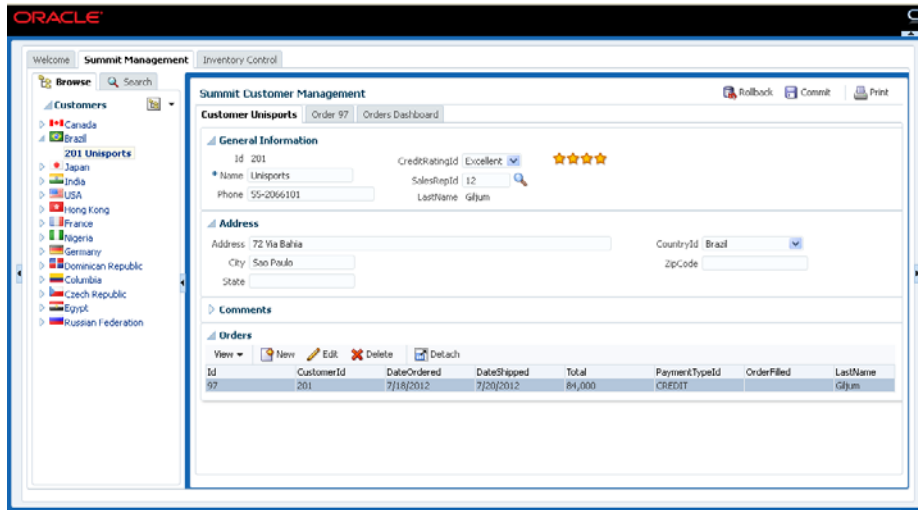 ORACLE
Welcome Summit Management Inventory Control
Browse Search
Customers
Canada
Brazil
201 Unisports
Japan
India
USA
Hong Kong
France
Nigeria
Germany
Dominican Republic
Columbia
Czech Republic
Egypt
Russian Federation
Summit Customer Management Rollback Commit Print
Customer Unisports Order 97 Orders Dashboard
General Information
Id 201 CreditRatingId Excellent
* Name Unisports SalesRepId 12
Phone 55-2066101 LastName Giljum
Address
Address 72 Via Bahia CountryId Brazil
City Sao Paulo ZipCode
State
Comments
Orders
View New Edit Delete Detach
Id CustomerId DateOrdered DateShipped Total PaymentTypeId OrderFilled LastName
97 201 7/18/2012 7/20/2012 84,000 CREDIT Giljum